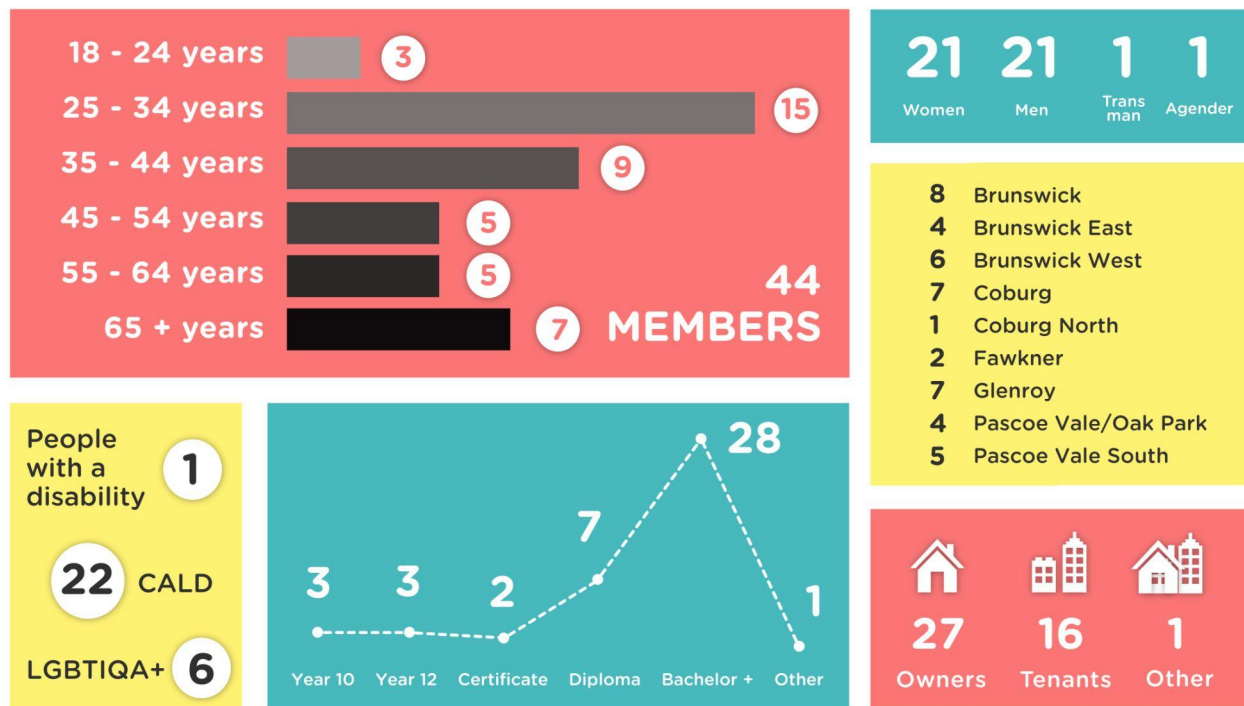 18 - 24 years 3
25 - 34 years 15
35 - 44 years 9
45 - 54 years 5
55 - 64 years 5
65 + years 7
44
MEMBERS
21 21 1 1
Women Men Trans man Agender
8 Brunswick
4 Brunswick East
6 Brunswick West
7 Coburg
1 Coburg North
2 Fawkner
7 Glenroy
4 Pascoe Vale/Oak Park
5 Pascoe Vale South
People
with a
disability
1
22 CALD
LGBTIQA+ 6
3 3 2 7 28 1
Year 10 Year 12 Certificate Diploma Bachelor + Other
27 16 1
Owners Tenants Other